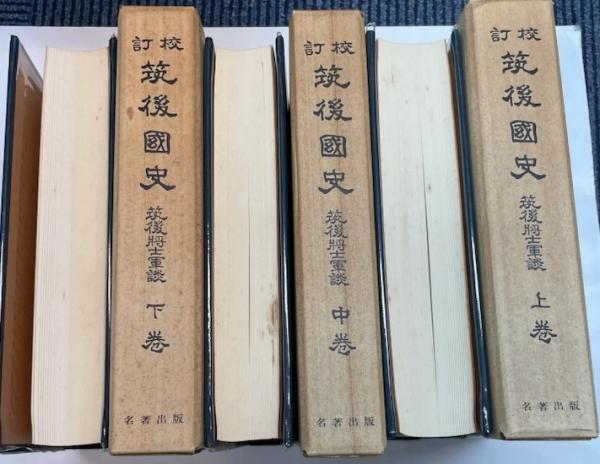 校訂
筑後國史
筑後將士軍談
上巻
名著出版
校訂
筑後國史
筑後將士軍談
中巻
名著出版
校訂
筑後國史
筑後將士軍談
下巻
名著出版